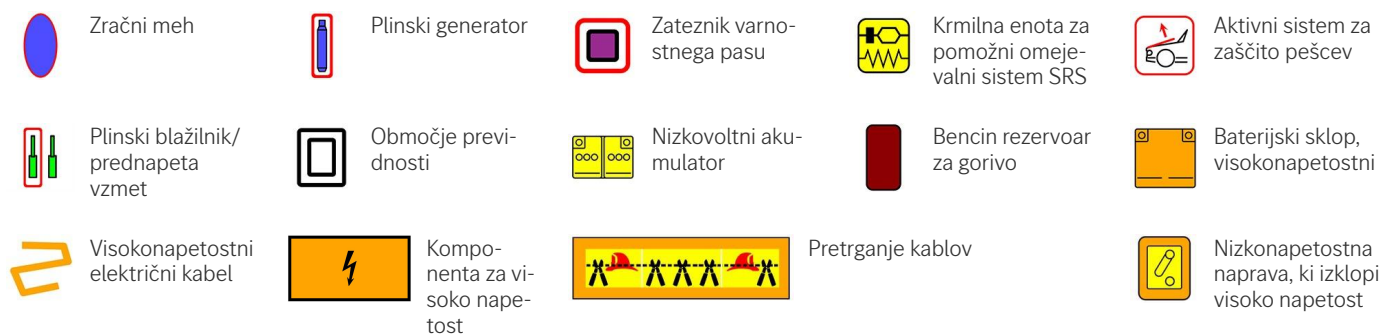 Zračni meh
Plinski generator
Zateznik varno-
stnega pasu
Krmilna enota za
pomožni omeje-
valni sistem SRS
Aktivni sistem za
zaščito pešcev
Plinski blažilnik/
prednapeta
vzmet
Območje previ-
dnosti
Nizkovoltni aku-
mulator
Bencin rezervoar
za gorivo
Baterijski sklop,
visokonapetostni
Visokonapetostni
električni kabel
Kompo-
nenta za vi-
soko nape-
tost
Pretrganje kablov
Nizkonapetostna
naprava, ki izklopi
visoko napetost